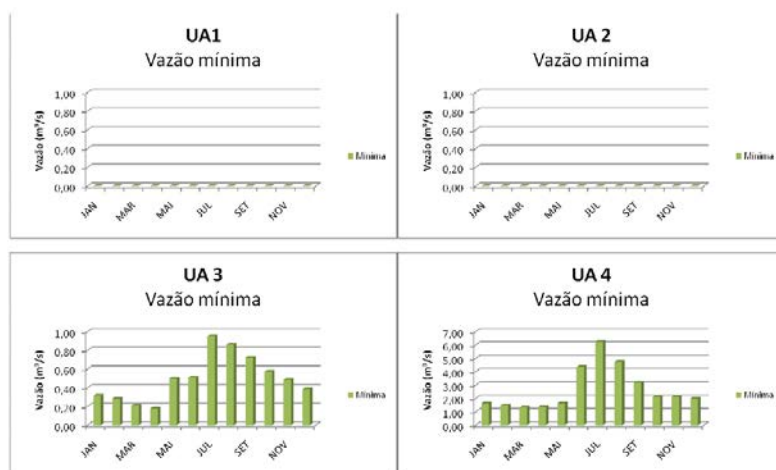 UA1
Vazão mínima
Vazão (m³/s)
1,00
0,80
0,60
0,40
0,20
0,00
JAN
MAR
MAI
JUL
SET
NOV
Mínima
UA 2
Vazão mínima
Vazão (m³/s)
1,00
0,80
0,60
0,40
0,20
0,00
JAN
MAR
MAI
JUL
SET
NOV
Mínima
UA 3
Vazão mínima
Vazão (m³/s)
1,00
0,80
0,60
0,40
0,20
0,00
JAN
MAR
MAI
JUL
SET
NOV
Mínima
UA 4
Vazão mínima
Vazão (m³/s)
7,00
6,00
5,00
4,00
3,00
2,00
1,00
0,00
JAN
MAR
MAI
JUL
SET
NOV
Mínima